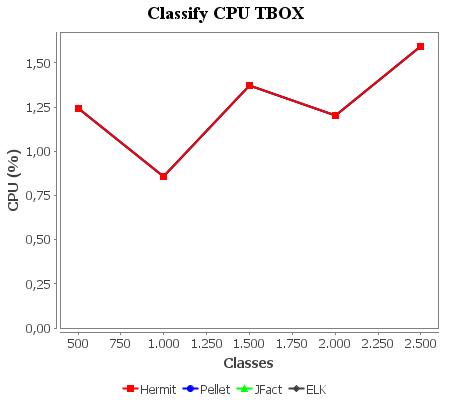 Classify CPU TBOX
1,50
1,25
1,00
0,75
0,50
0,25
0,00
CPU (%)
500 750 1.000 1.250 1.500 1.750 2.000 2.250 2.500
Classes
Hermit Pellet JFact ELK